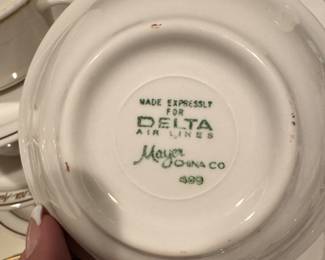 MADE EXPRESSLY
FOR
DELTA
AIR LINES
Mayer
CHINA CO
499